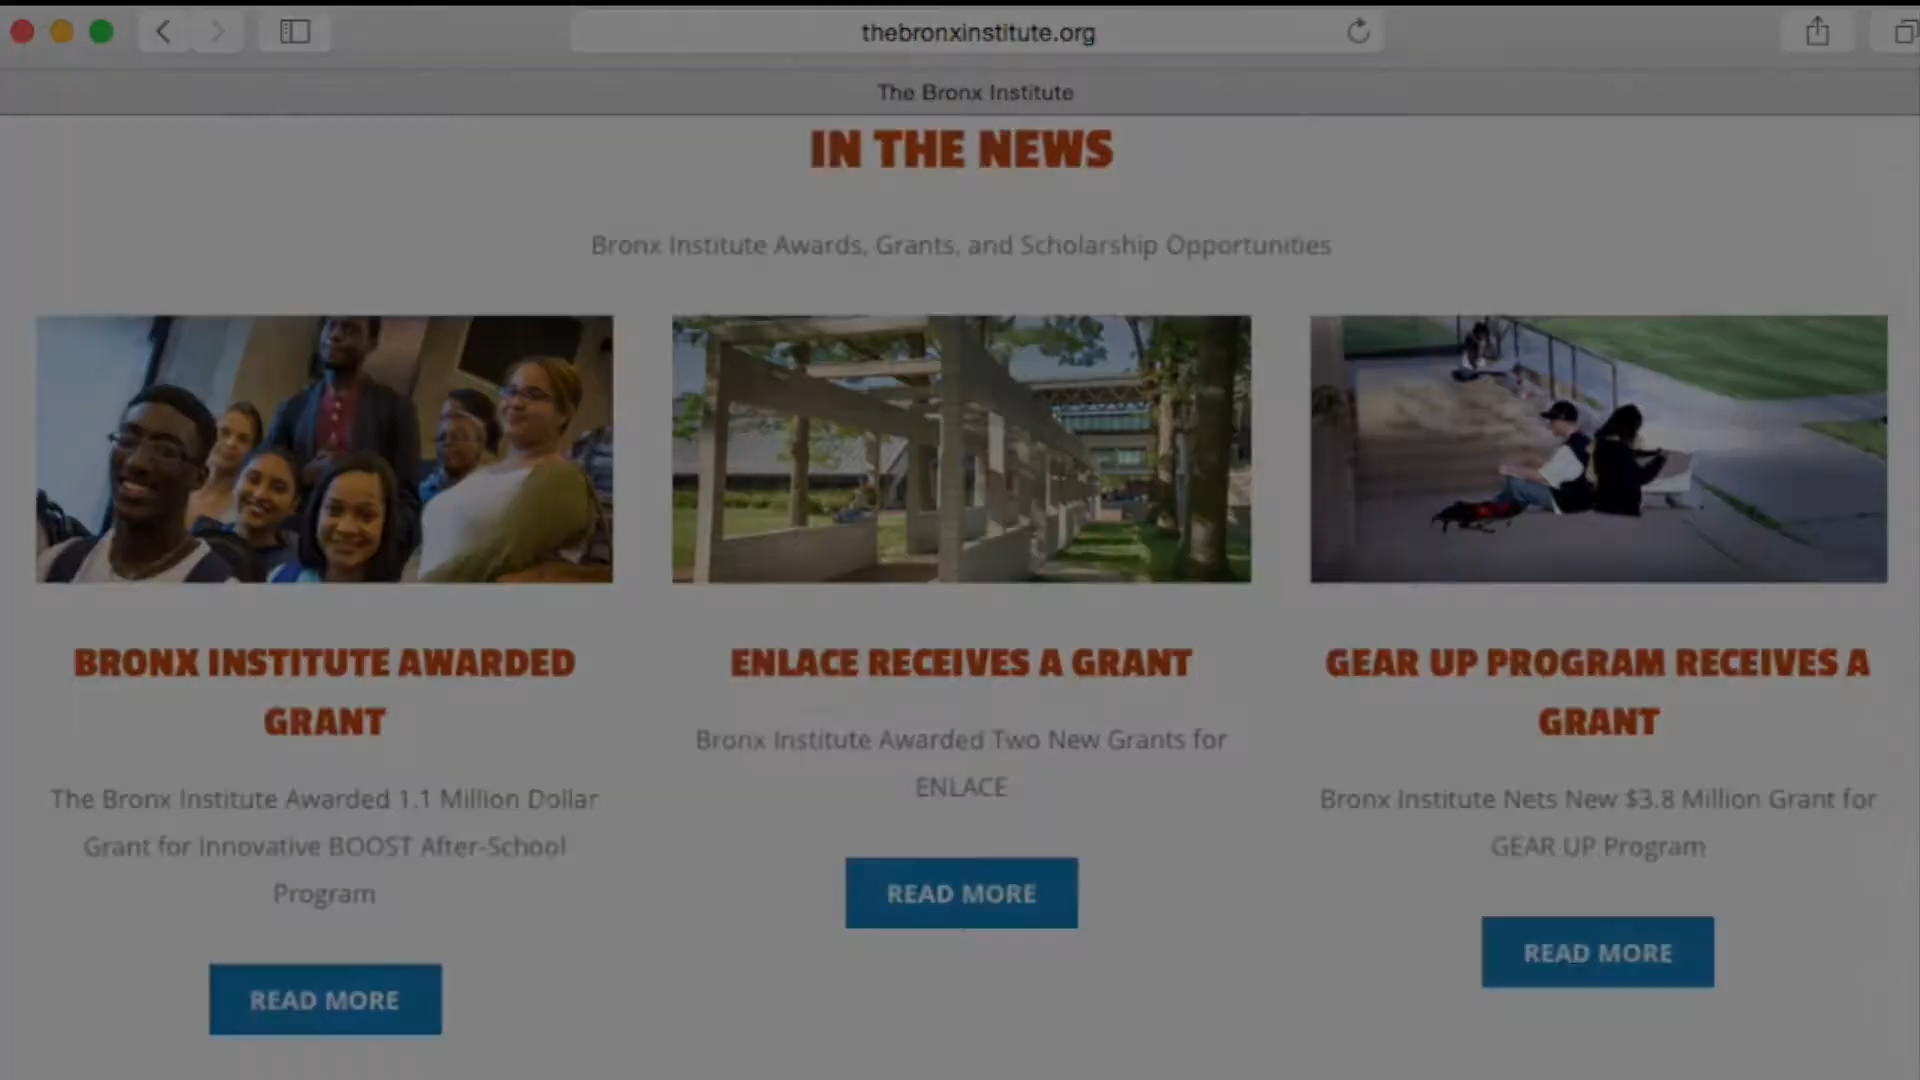 thebronxinstitute.org
The Bronx Institute
IN THE NEWS
Bronx Institute Awards, Grants, and Scholarship Opportunities
BRONX INSTITUTE AWARDED
GRANT
The Bronx Institute Awarded 1.1 Million Dollar
Grant for Innovative BOOST After-School
Program
READ MORE
ENLACE RECEIVES A GRANT
Bronx Institute Awarded Two New Grants for
ENLACE
READ MORE
GEAR UP PROGRAM RECEIVES A
GRANT
Bronx Institute Nets New $3.8 Million Grant for
GEAR UP Program
READ MORE